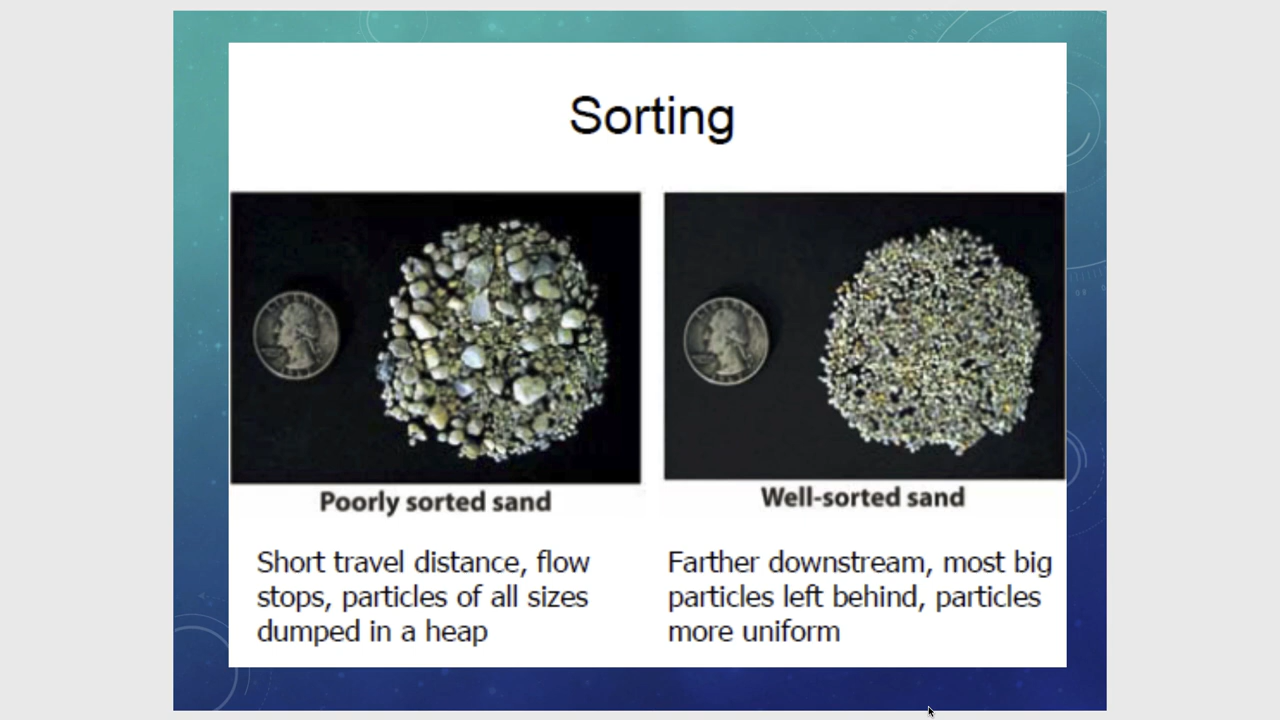 Sorting
Poorly sorted sand
Well-sorted sand
Short travel distance, flow
stops, particles of all sizes
dumped in a heap
Farther downstream, most big
particles left behind, particles
more uniform